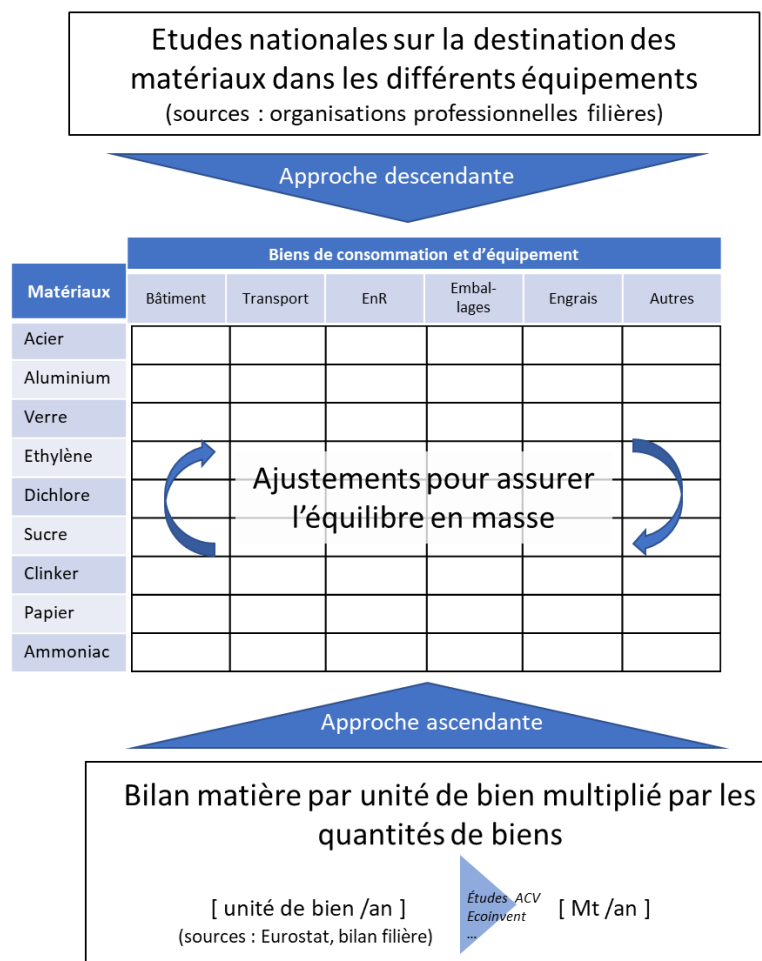 Etudes nationales sur la destination des
matériaux dans les différents équipements
(sources : organisations professionnelles filières)
Approche descendante
Biens de consommation et d'équipement
Matériaux
Bâtiment
Transport
EnR
Embal-
lages
Engrais
Autres
Acier
Aluminium
Verre
Ethylène
Dichlore
Sucre
Clinker
Papier
Ammoniac
Ajustements pour assurer
l'équilibre en masse
Approche ascendante
Bilan matière par unité de bien multiplié par les
quantités de biens
[ unité de bien /an ]
(sources : Eurostat, bilan filière)
Études ACV
Ecoinvent
...
[ Mt /an ]